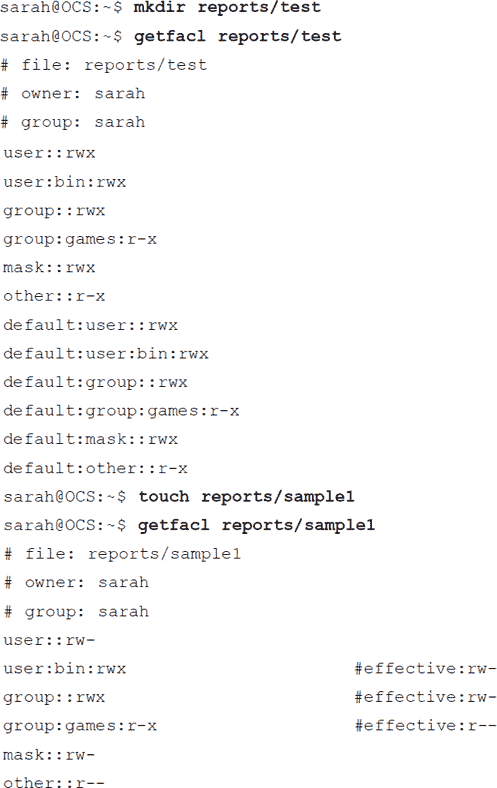 sarah@OCS:~$ mkdir reports/test
sarah@OCS:~$ getfacl reports/test
# file: reports/test
# owner: sarah
# group: sarah
user::rwx
user:bin:rwx
group::rwx
group:games:r-x
mask::rwx
other::r-x
default:user::rwx
default:user:bin:rwx
default:group::rwx
default:group:games:r-x
default:mask::rwx
default:other::r-x
sarah@OCS:~$ touch reports/sample1
sarah@OCS:~$ getfacl reports/sample1
# file: reports/sample1
# owner: sarah
# group: sarah
user::rw-
user:bin:rwx #effective:rw-
group::rwx #effective:rw-
group:games:r-x #effective:r--
mask::rw-
other::r--